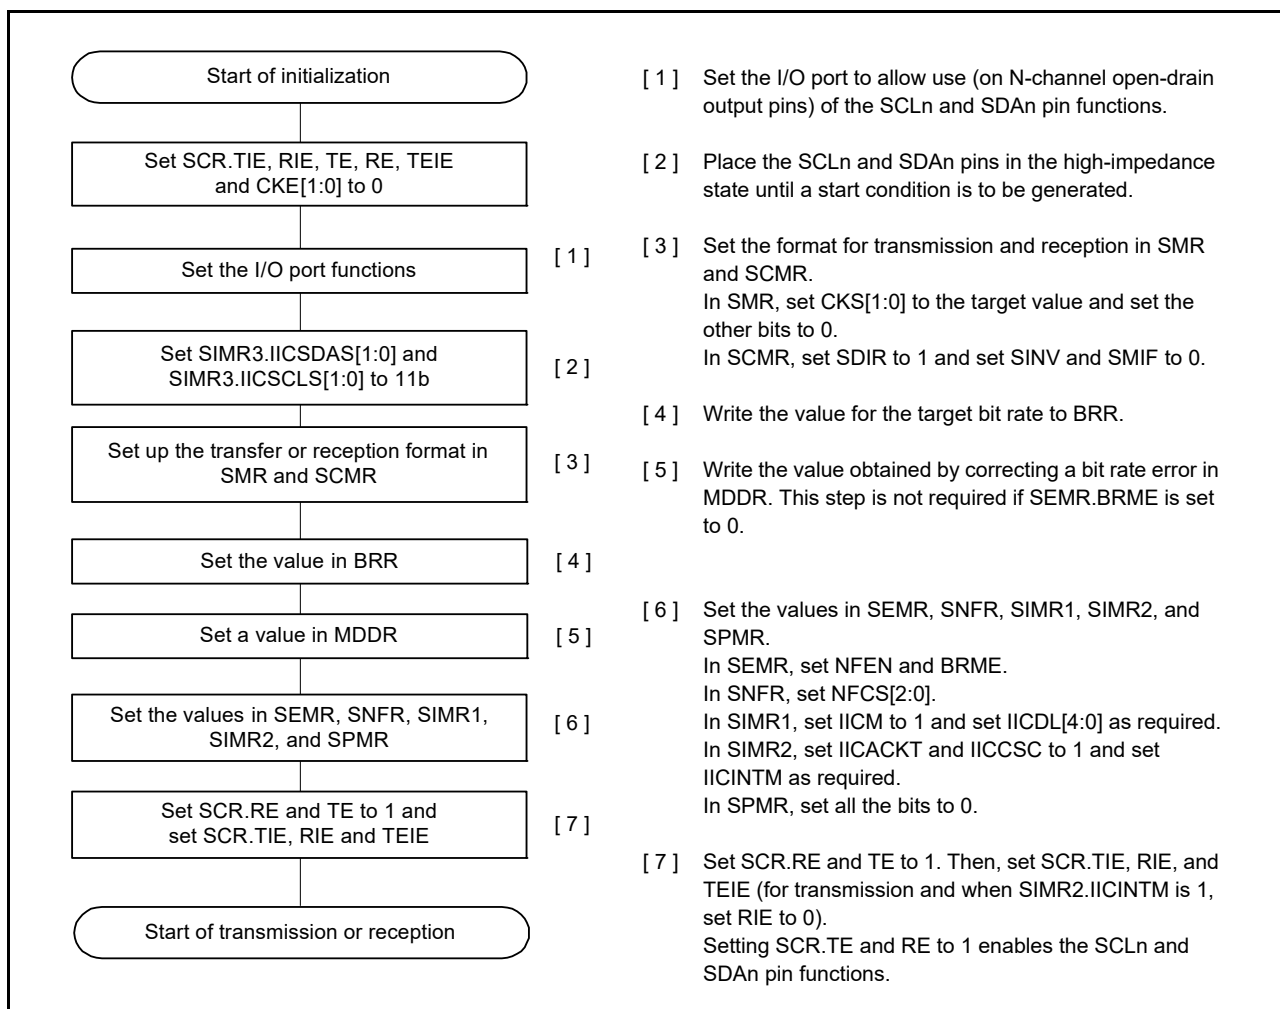 Start of initialization
Set SCR.TIE, RIE, TE, RE, TEIE
and CKE[1:0] to 0
Set the I/O port functions
[ 1 ]
Set SIMR3.IICSDAS[1:0] and
SIMR3.IICSCLS[1:0] to 11b
[ 2 ]
Set up the transfer or reception format in
SMR and SCMR
[ 3 ]
Set the value in BRR
[ 4 ]
Set a value in MDDR
[ 5 ]
Set the values in SEMR, SNFR, SIMR1,
SIMR2, and SPMR
[ 6 ]
Set SCR.RE and TE to 1 and
set SCR.TIE, RIE and TEIE
[ 7 ]
Start of transmission or reception
[ 1 ] Set the I/O port to allow use (on N-channel open-drain
output pins) of the SCLn and SDAn pin functions.
[ 2 ] Place the SCLn and SDAn pins in the high-impedance
state until a start condition is to be generated.
[ 3 ] Set the format for transmission and reception in SMR
and SCMR.
In SMR, set CKS[1:0] to the target value and set the
other bits to 0.
In SCMR, set SDIR to 1 and set SINV and SMIF to 0.
[ 4 ] Write the value for the target bit rate to BRR.
[ 5 ] Write the value obtained by correcting a bit rate error in
MDDR. This step is not required if SEMR.BRME is set
to 0.
[ 6 ] Set the values in SEMR, SNFR, SIMR1, SIMR2, and
SPMR.
In SEMR, set NFEN and BRME.
In SNFR, set NFCS[2:0].
In SIMR1, set IICM to 1 and set IICDL[4:0] as required.
In SIMR2, set IICACKT and IICCSC to 1 and set
IICINTM as required.
In SPMR, set all the bits to 0.
[ 7 ] Set SCR.RE and TE to 1. Then, set SCR.TIE, RIE, and
TEIE (for transmission and when SIMR2.IICINTM is 1,
set RIE to 0).
Setting SCR.TE and RE to 1 enables the SCLn and
SDAn pin functions.